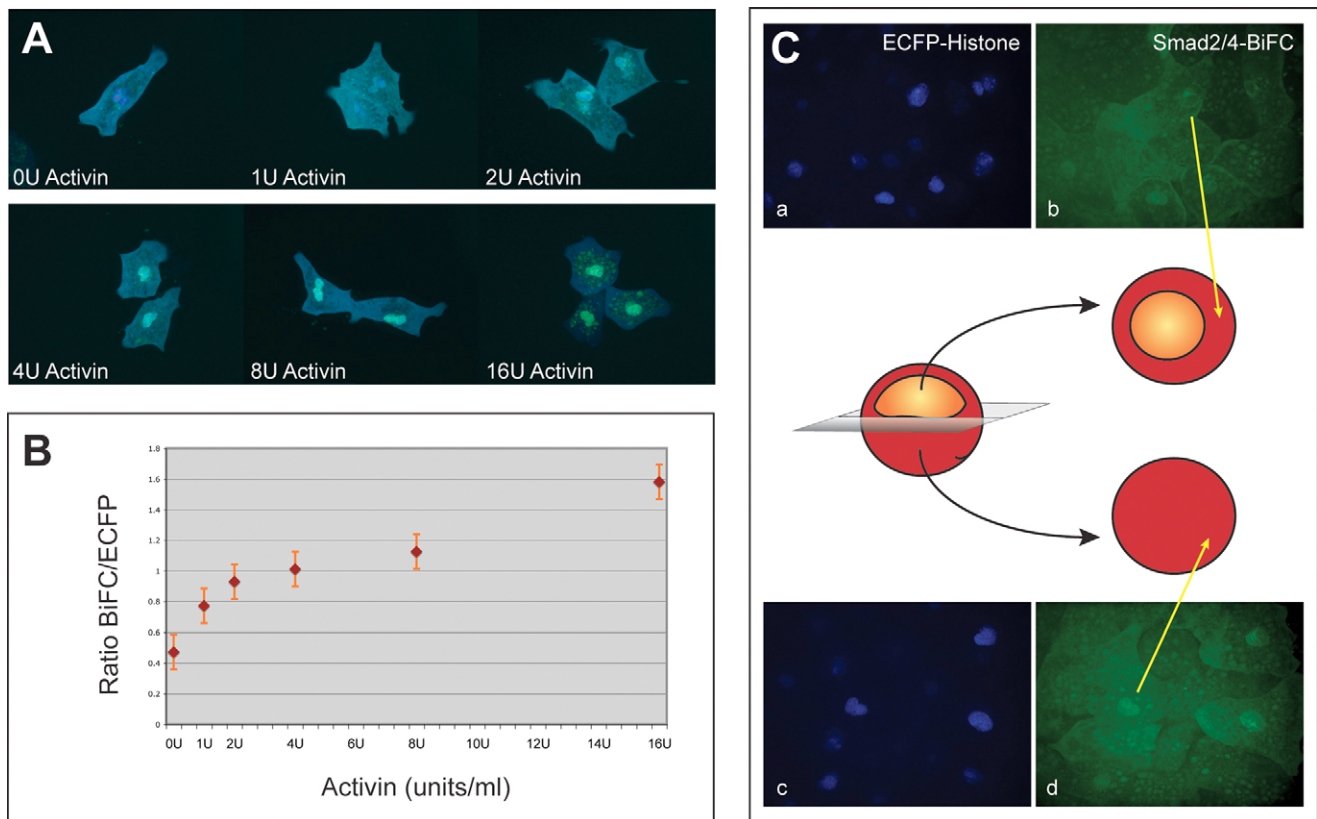 A
0U Activin
1U Activin
2U Activin
4U Activin
8U Activin
16U Activin
B
Ratio BiFC/ECFP
1.8
1.6
1.4
1.2
1
0.8
0.6
0.4
0.2
0
0U 1U 2U 4U 6U 8U 10U 12U 14U 16U
Activin (units/ml)
C
ECFP-Histone
Smad2/4-BiFC
a
b
c
d